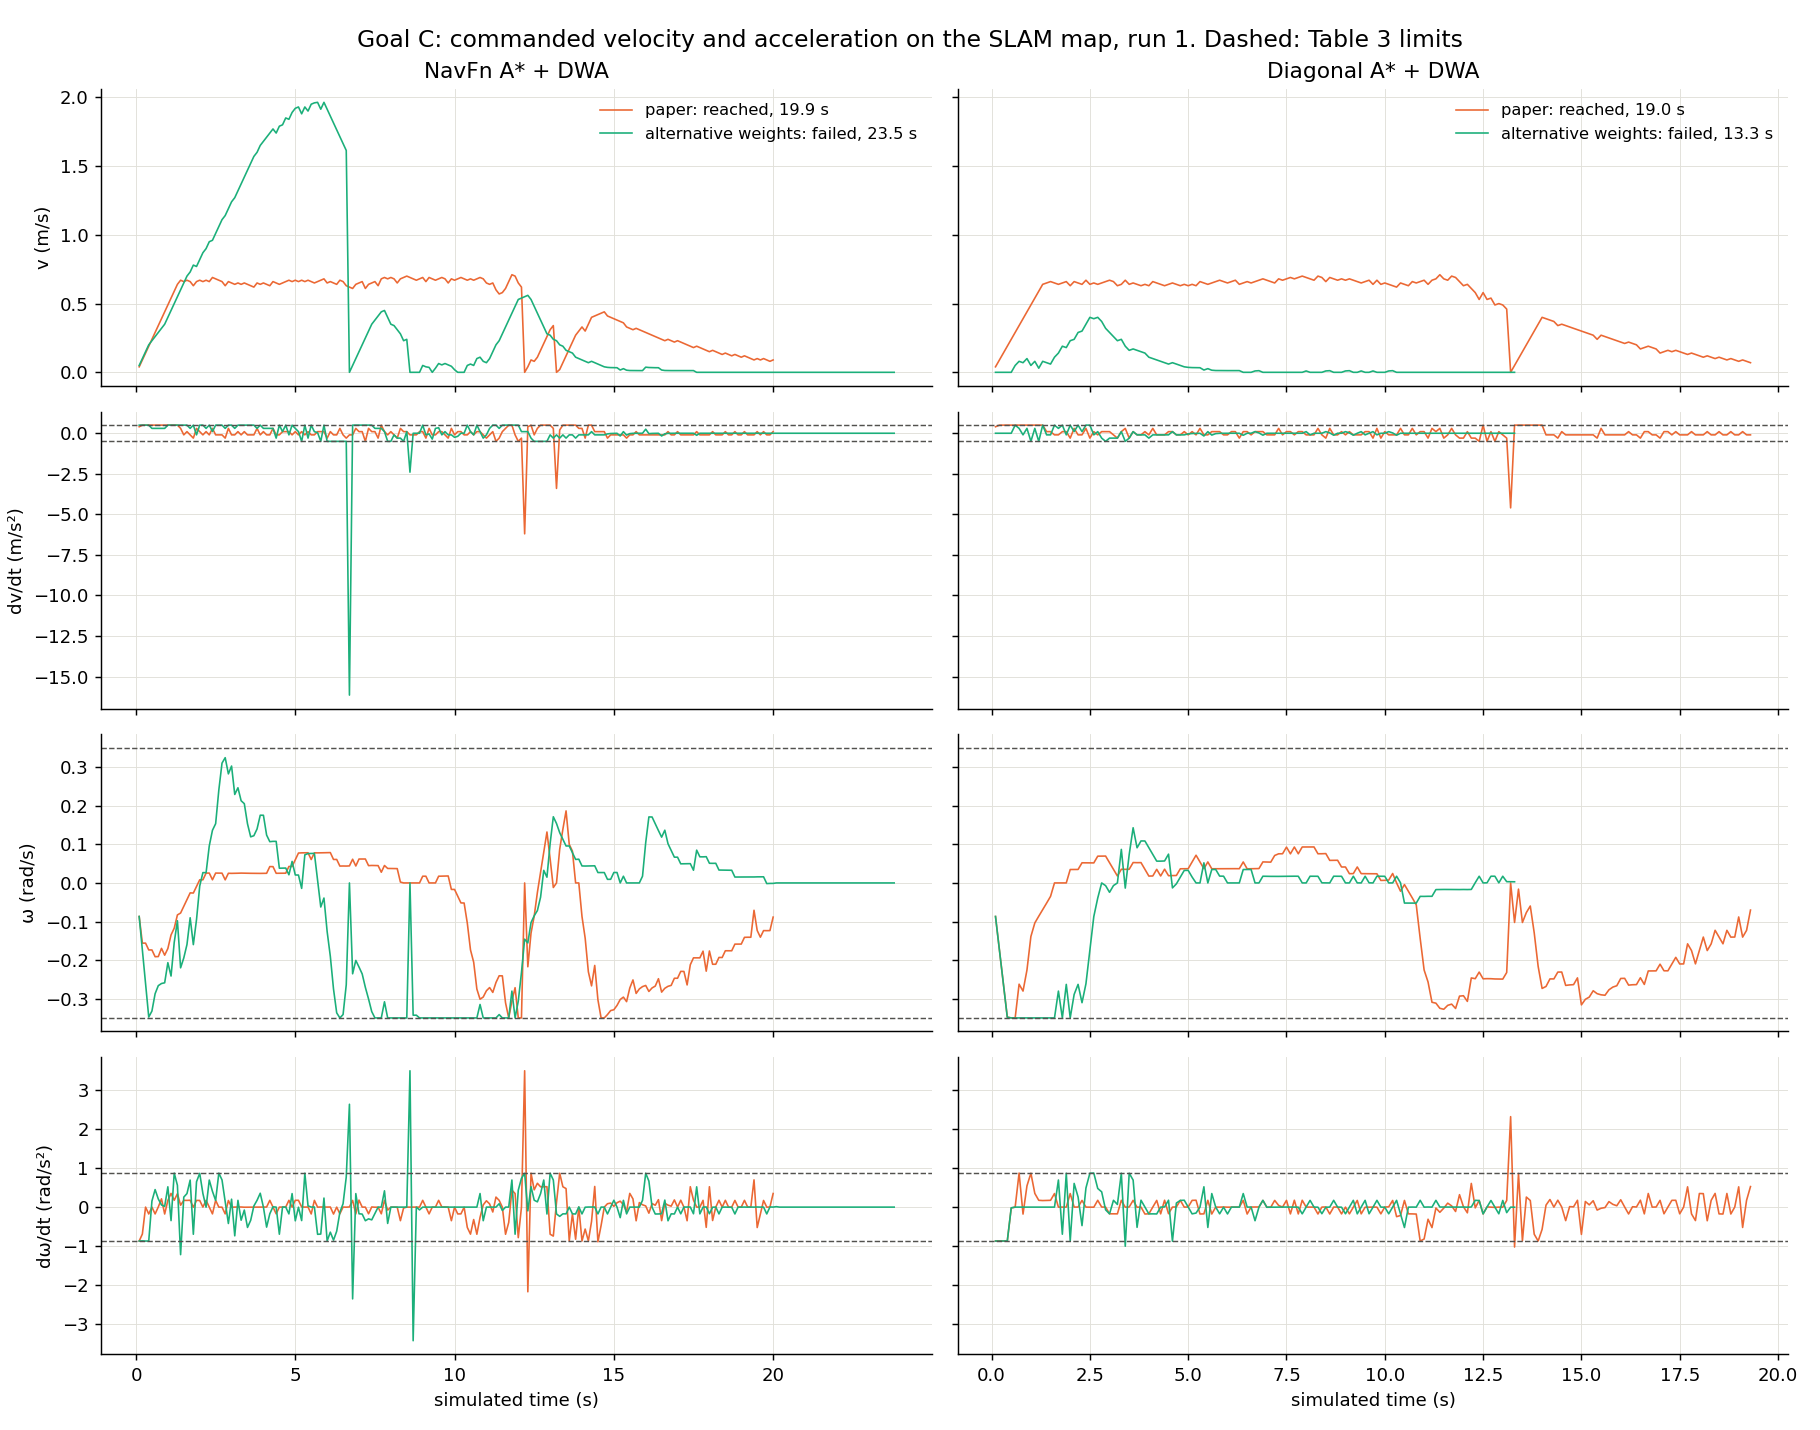 Goal C: commanded velocity and acceleration on the SLAM map, run 1. Dashed: Table 3 limits
NavFn A* + DWA
Diagonal A* + DWA
paper: reached, 19.9 s
alternative weights: failed, 23.5 s
paper: reached, 19.0 s
alternative weights: failed, 13.3 s
v (m/s)
2.0
1.5
1.0
0.5
0.0
dv/dt (m/s²)
0.0
−2.5
−5.0
−7.5
−10.0
−12.5
−15.0
ω (rad/s)
0.3
0.2
0.1
0.0
−0.1
−0.2
−0.3
dω/dt (rad/s²)
3
2
1
0
−1
−2
−3
0 5 10 15 20
0.0 2.5 5.0 7.5 10.0 12.5 15.0 17.5 20.0
simulated time (s)
simulated time (s)